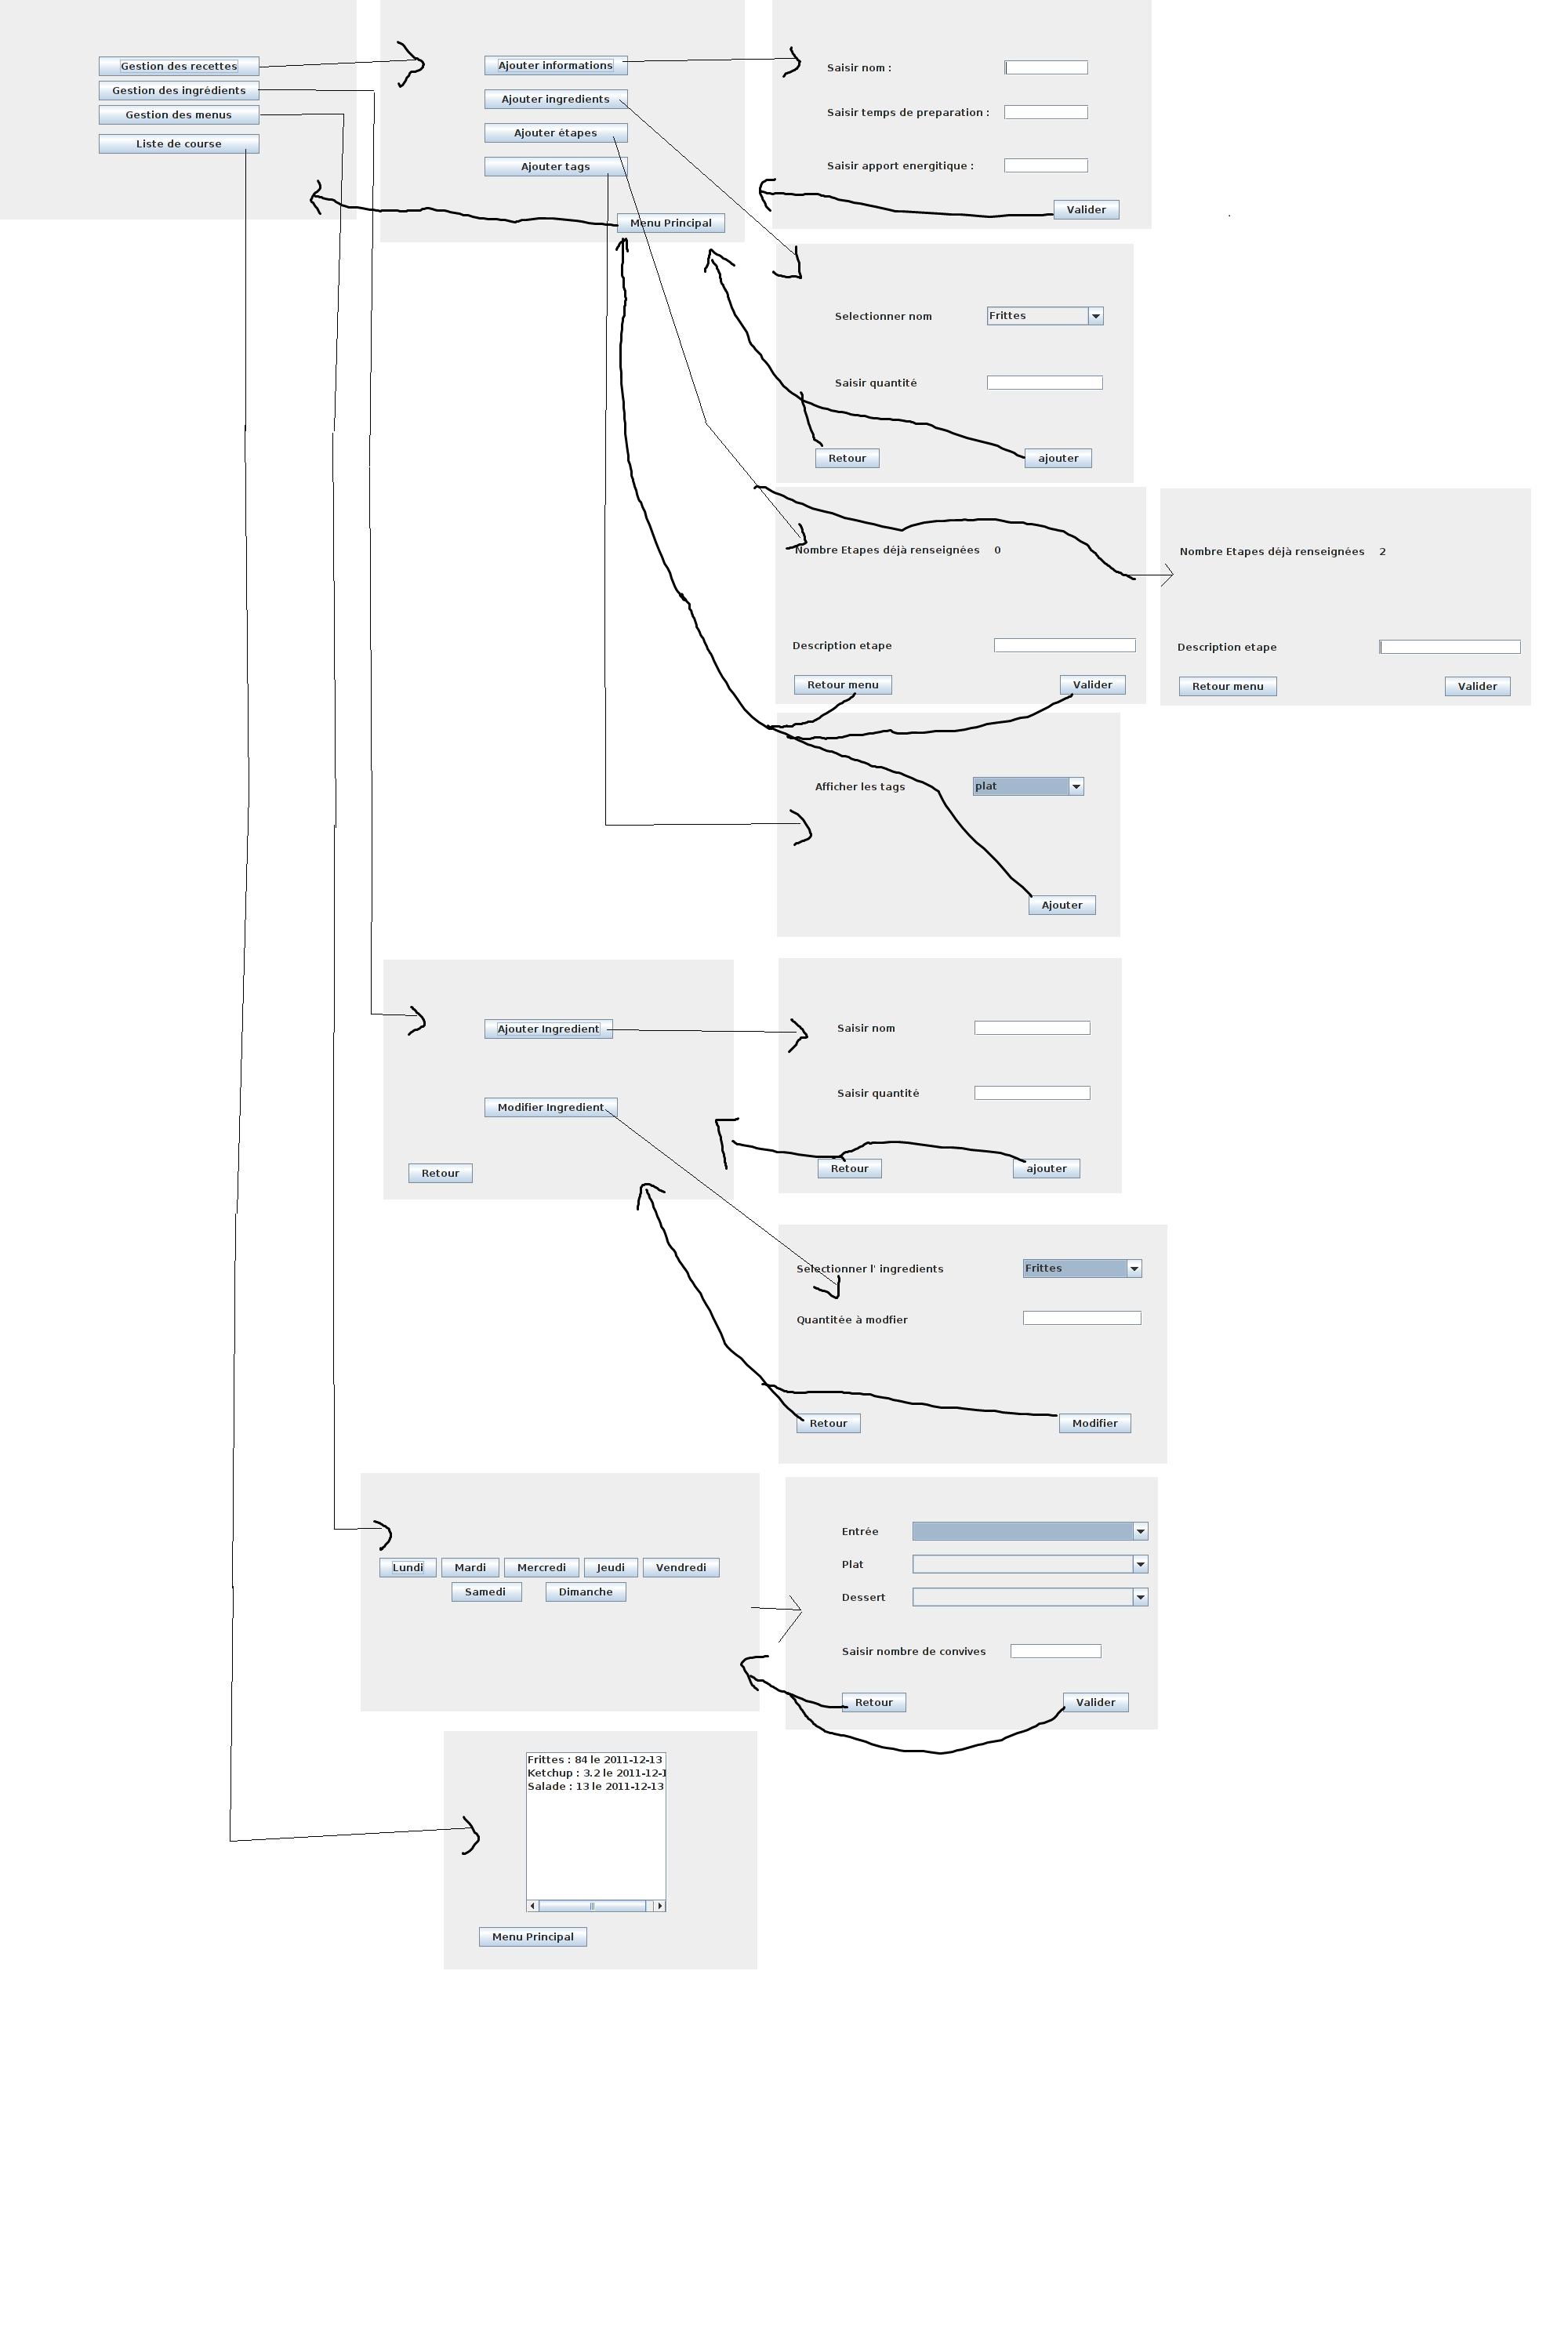 Gestion des recettes
Gestion des ingrédients
Gestion des menus
Liste de course
Ajouter informations
Ajouter ingredients
Ajouter étapes
Ajouter tags
Menu Principal
Saisir nom :
Saisir temps de preparation :
Saisir apport energitique :
Valider
Selectionner nom Frittes
Saisir quantité
Retour ajouter
Nombre Etapes déjà renseignées 0
Description etape
Retour menu Valider
Nombre Etapes déjà renseignées 2
Description etape
Retour menu Valider
Afficher les tags plat
Ajouter
Ajouter Ingredient
Modifier Ingredient
Retour
Saisir nom
Saisir quantité
Retour ajouter
Selectionner l' ingredients Frittes
Quantitée à modfier
Retour Modifier
Lundi Mardi Mercredi Jeudi Vendredi
Samedi Dimanche
Entrée
Plat
Dessert
Saisir nombre de convives
Retour Valider
Frittes : 84 le 2011-12-13
Ketchup : 3.2 le 2011-12-1
Salade : 13 le 2011-12-13
Menu Principal